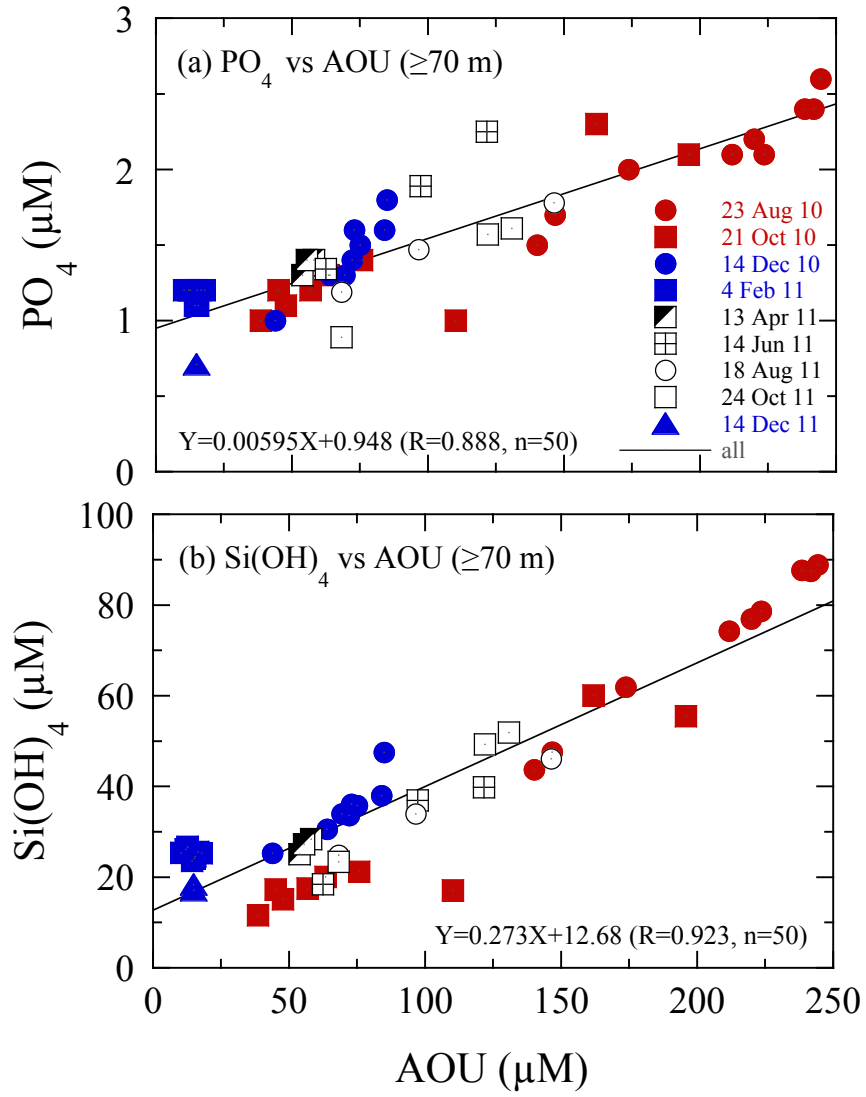 3
(a) PO4 vs AOU (≥70 m)
2
PO4 (μM)
23 Aug 10
21 Oct 10
14 Dec 10
4 Feb 11
1
13 Apr 11
14 Jun 11
18 Aug 11
24 Oct 11
14 Dec 11
Y=0.00595X+0.948 (R=0.888, n=50)
all
0
100
(b) Si(OH)4 vs AOU (≥70 m)
80
60
Si(OH)4 (μM)
40
20
Y=0.273X+12.68 (R=0.923, n=50)
0
0 50 100 150 200 250
AOU (μM)